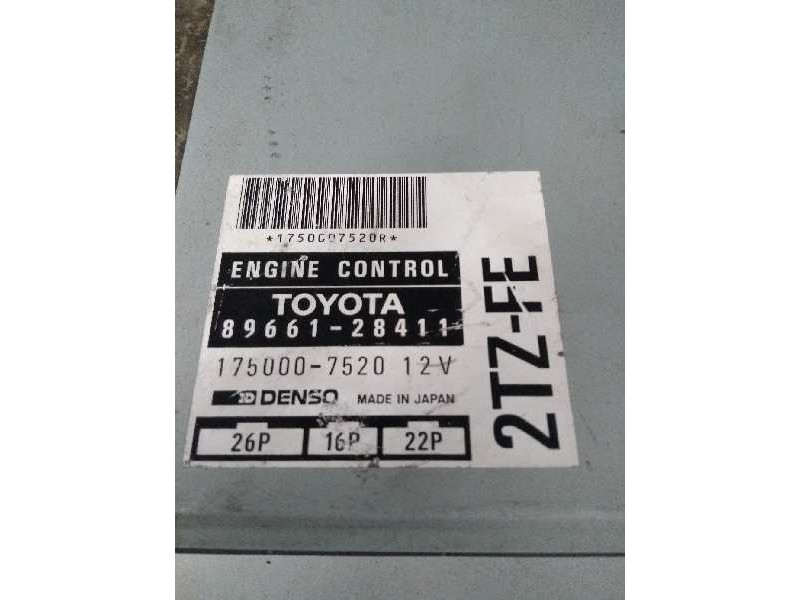 *1750007520R*
ENGINE CONTROL
TOYOTA
89661-28411
175000-7520 12V
DENSO MADE IN JAPAN
26P 16P 22P
2TZ-FE